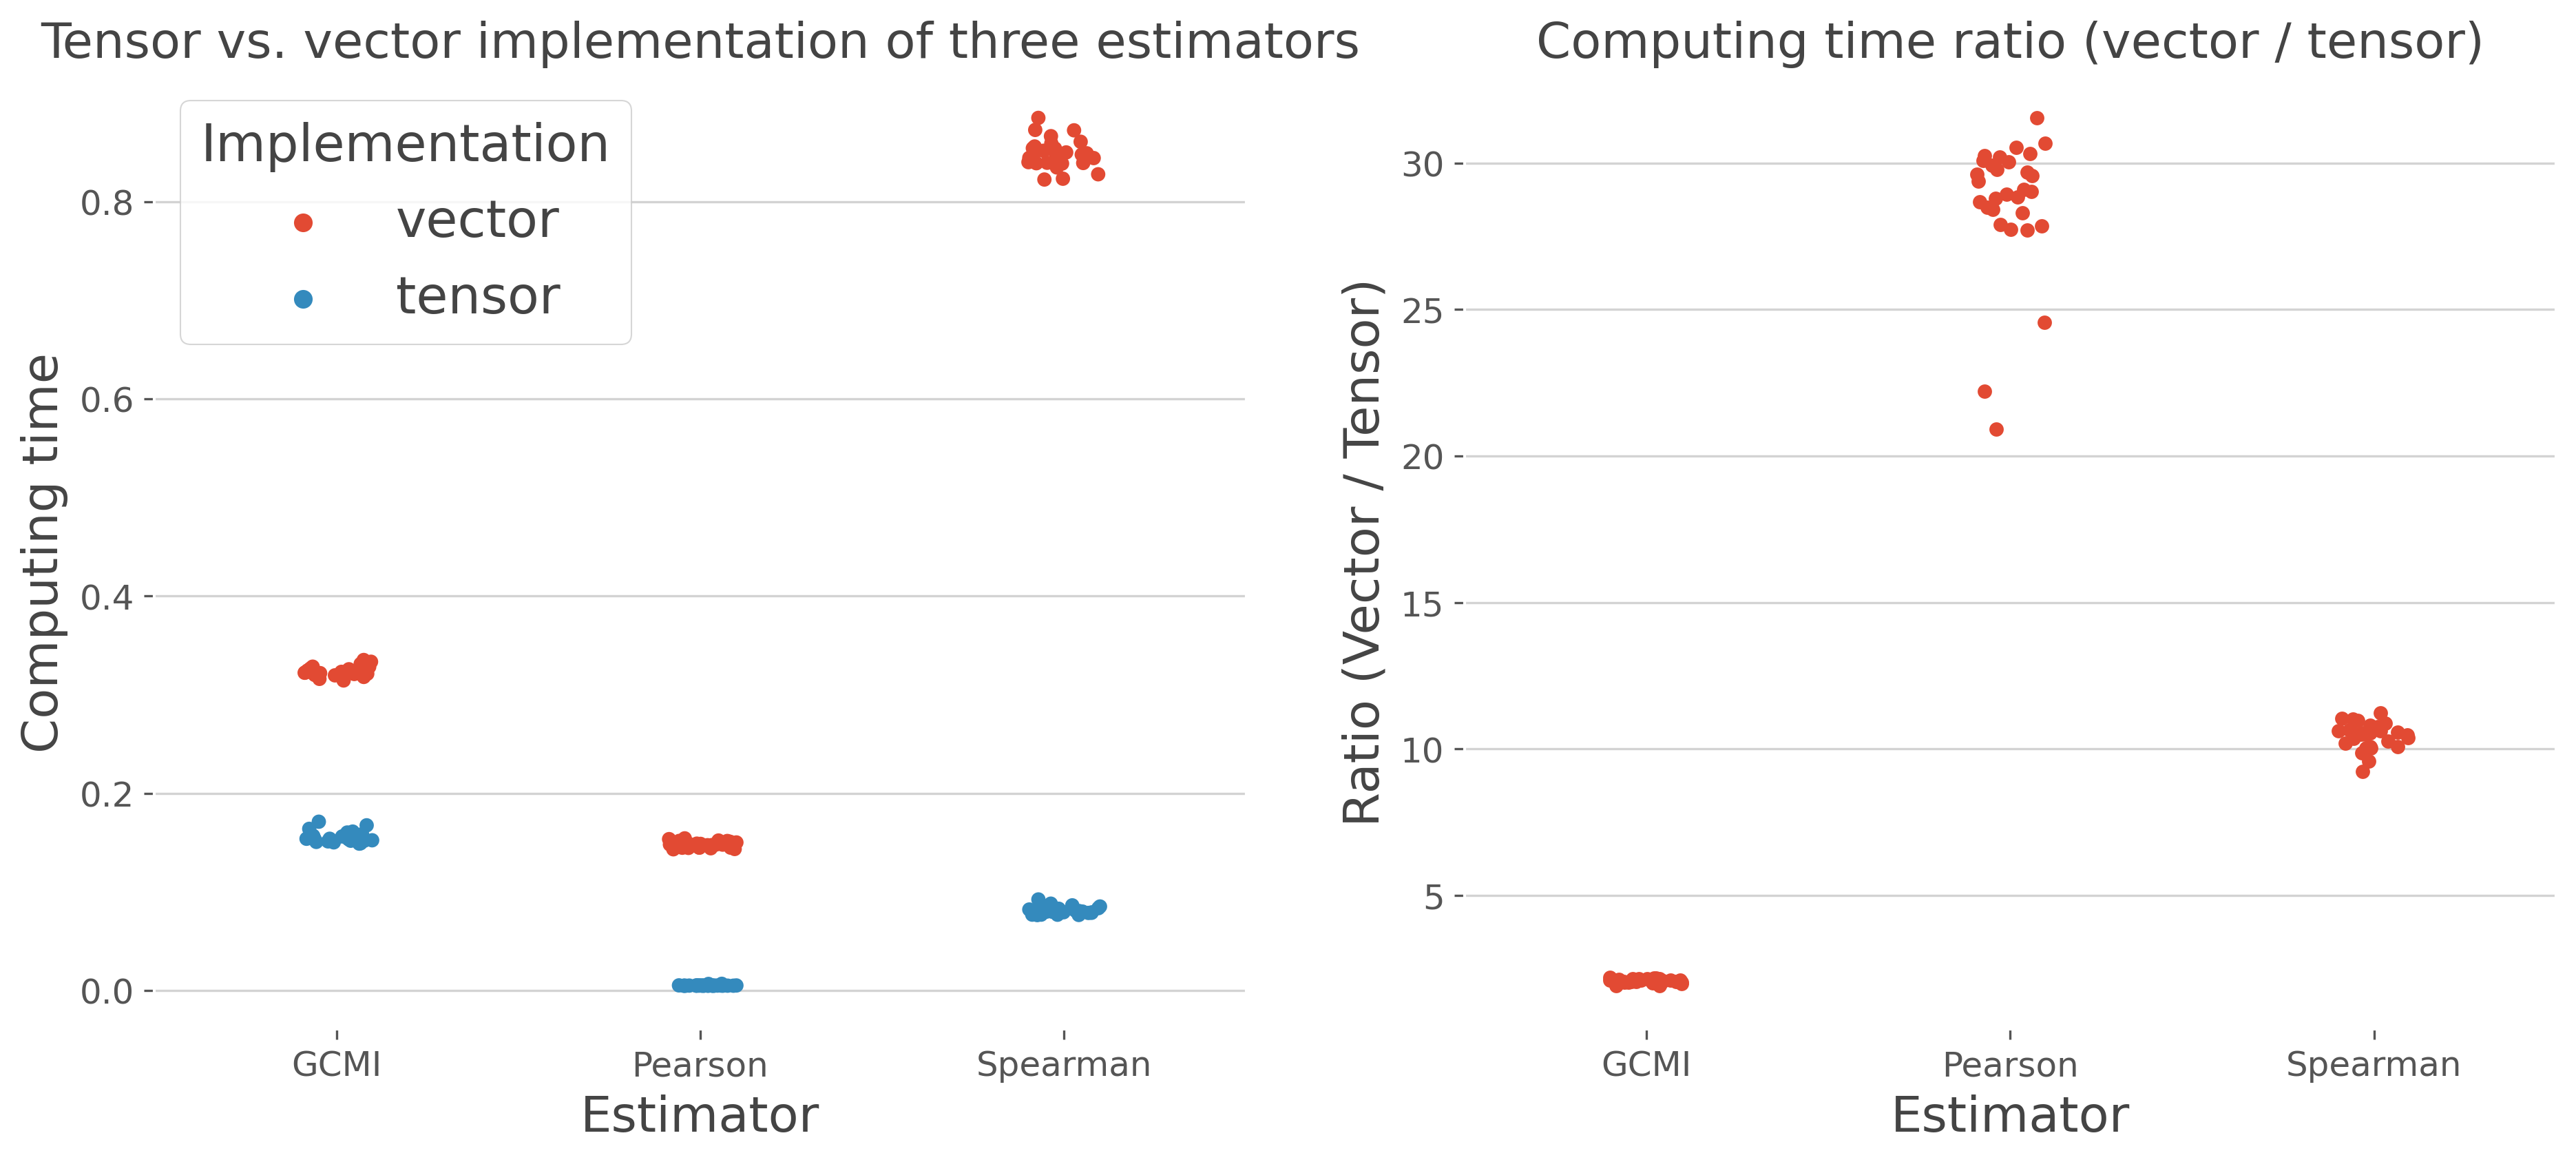 Tensor vs. vector implementation of three estimators
Implementation
vector
tensor
Computing time
0.8
0.6
0.4
0.2
0.0
GCMI Pearson Spearman
Estimator
Computing time ratio (vector / tensor)
Ratio (Vector / Tensor)
30
25
20
15
10
5
GCMI Pearson Spearman
Estimator